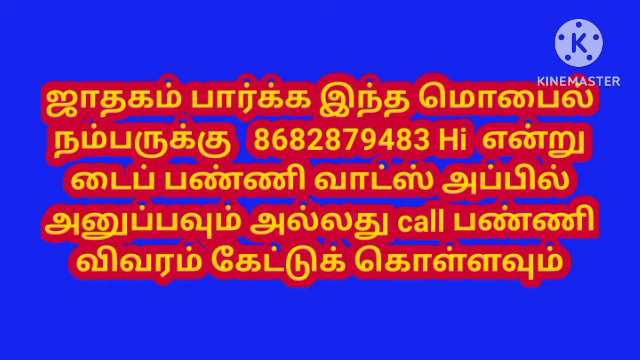 KINEMASTER
ஜாதகம் பார்க்க இந்த மொபைல்
நம்பருக்கு 8682879483 Hi என்று
டைப் பண்ணி வாட்ஸ் அப்பில்
அனுப்பவும் அல்லது call பண்ணி
விவரம் கேட்டுக் கொள்ளவும்